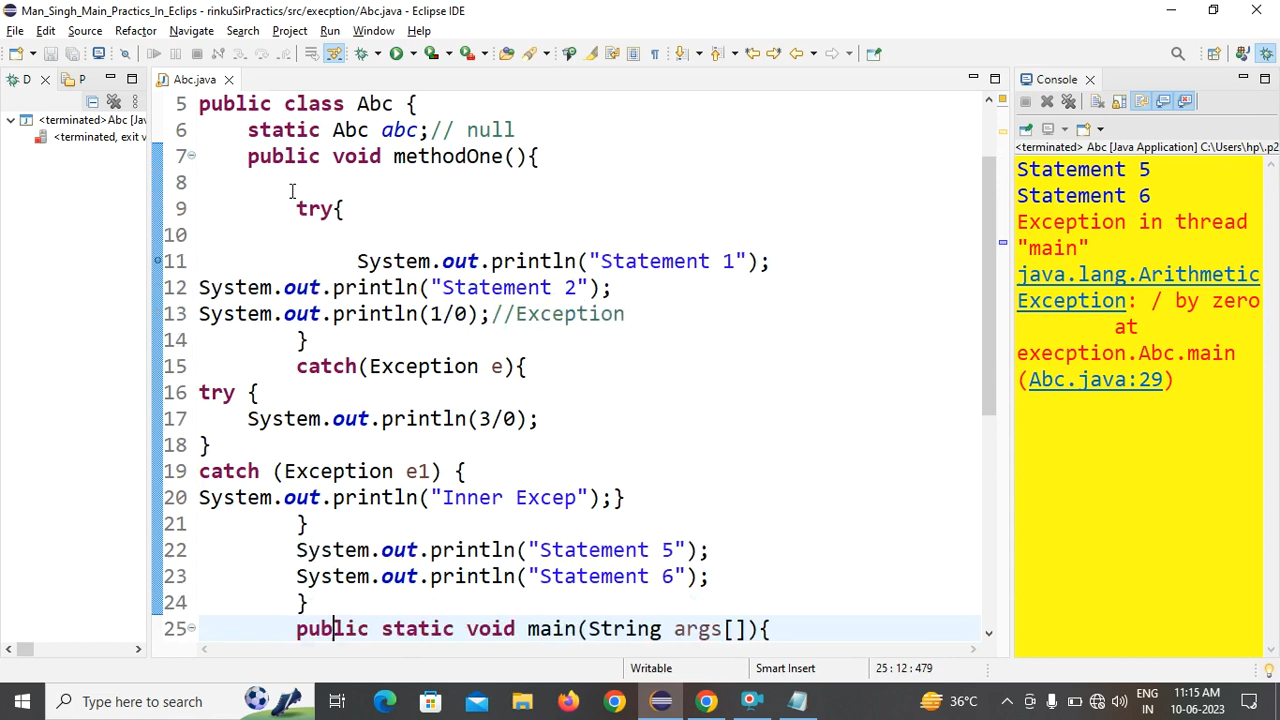 Man_Singh_Main_Practics_In_Eclips - rinkuSirPractics/src/execption/Abc.java - Eclipse IDE
File Edit Source Refactor Navigate Search Project Run Window Help
D P
Abc.java
Console
<terminated> Abc [Jav
<terminated, exit v
<terminated> Abc [Java Application] C:\Users\hp\.p2
5 public class Abc {
6 static Abc abc;// null
7 public void methodOne(){
8
9 try{
10
11 System.out.println("Statement 1");
12 System.out.println("Statement 2");
13 System.out.println(1/0);//Exception
14 }
15 catch(Exception e){
16 try {
17 System.out.println(3/0);
18 }
19 catch (Exception e1) {
20 System.out.println("Inner Excep");}
21 }
22 System.out.println("Statement 5");
23 System.out.println("Statement 6");
24 }
25 public static void main(String args[]){
Statement 5
Statement 6
Exception in thread
"main"
java.lang.Arithmetic
Exception: / by zero
at
execption.Abc.main
(Abc.java:29)
Writable Smart Insert 25 : 12 : 479
Type here to search
36°C
ENG
IN
11:15 AM
10-06-2023